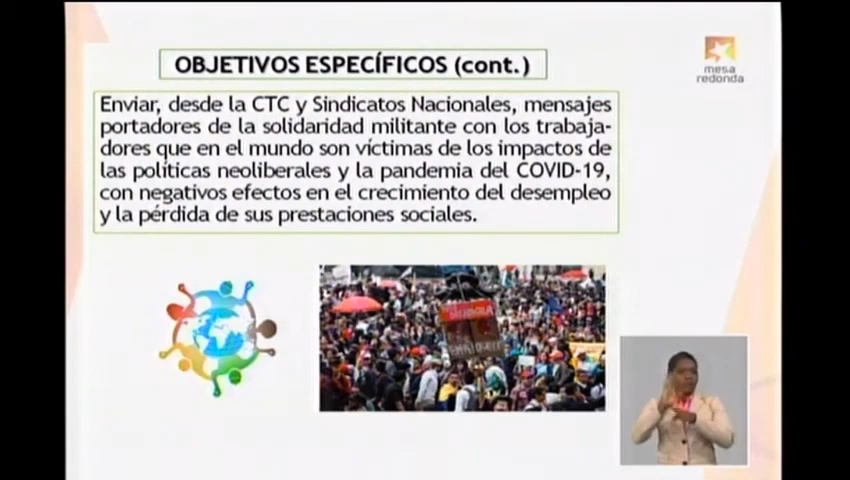 OBJETIVOS ESPECÍFICOS (cont.)
mesa
redonda
Enviar, desde la CTC y Sindicatos Nacionales, mensajes
portadores de la solidaridad militante con los trabaja-
dores que en el mundo son víctimas de los impactos de
las políticas neoliberales y la pandemia del COVID-19,
con negativos efectos en el crecimiento del desempleo
y la pérdida de sus prestaciones sociales.